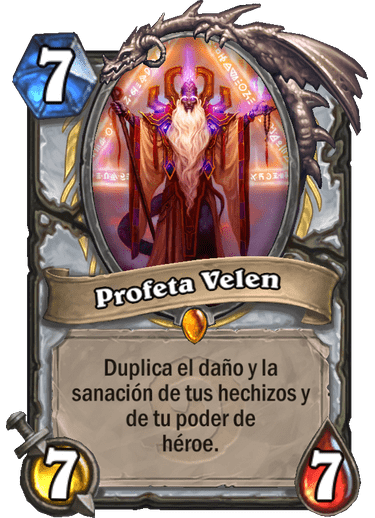 7
Profeta Velen
Duplica el daño y la
sanación de tus hechizos y
de tu poder de
héroe.
7
7